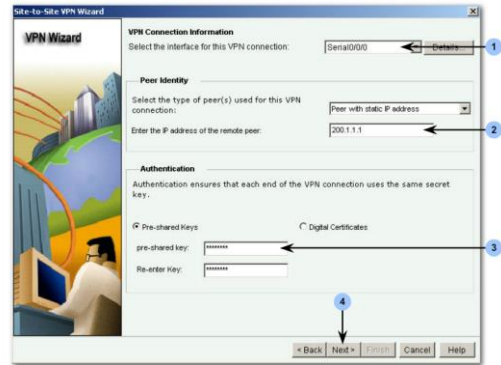 Site-to-Site VPN Wizard
VPN Wizard
VPN Connection Information
Select the interface for this VPN connection:
Serial0/0/0
Details...
1
Peer Identity
Select the type of peer(s) used for this VPN
connection:
Peer with static IP address
Enter the IP address of the remote peer:
200.1.1.1
2
Authentication
Authentication ensures that each end of the VPN connection uses the same secret
key.
Pre-shared Keys
Digital Certificates
pre-shared key:
********
3
Re-enter Key:
********
4
< Back
Next >
Finish
Cancel
Help